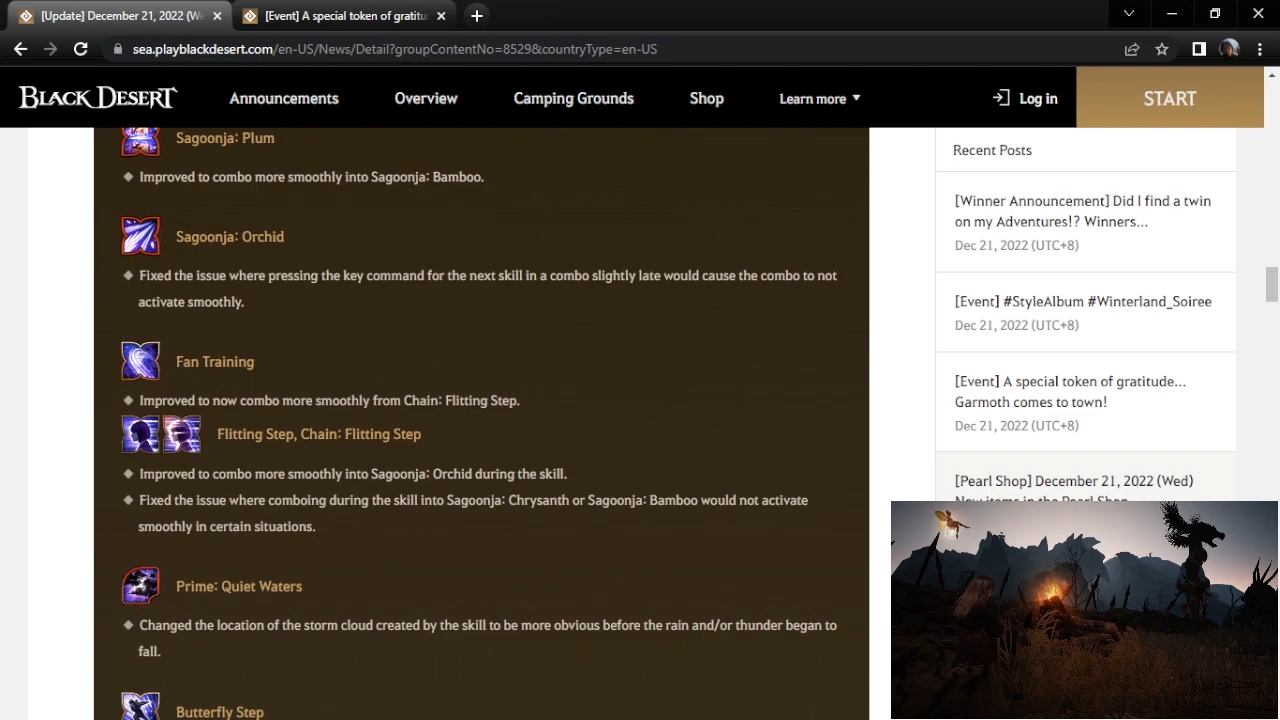 [Update] December 21, 2022 (W
[Event] A special token of gratitu
sea.playblackdesert.com/en-US/News/Detail?groupContentNo=8529&countryType=en-US
BLACK DESERT
Announcements
Overview
Camping Grounds
Shop
Learn more
Log in
START
Sagoonja: Plum
Improved to combo more smoothly into Sagoonja: Bamboo.
Sagoonja: Orchid
Fixed the issue where pressing the key command for the next skill in a combo slightly late would cause the combo to not
activate smoothly.
Fan Training
Improved to now combo more smoothly from Chain: Flitting Step.
Flitting Step, Chain: Flitting Step
Improved to combo more smoothly into Sagoonja: Orchid during the skill.
Fixed the issue where comboing during the skill into Sagoonja: Chrysanth or Sagoonja: Bamboo would not activate
smoothly in certain situations.
Prime: Quiet Waters
Changed the location of the storm cloud created by the skill to be more obvious before the rain and/or thunder began to
fall.
Butterfly Step
Recent Posts
[Winner Announcement] Did I find a twin
on my Adventures!? Winners...
Dec 21, 2022 (UTC+8)
[Event] #StyleAlbum #Winterland_Soiree
Dec 21, 2022 (UTC+8)
[Event] A special token of gratitude...
Garmoth comes to town!
Dec 21, 2022 (UTC+8)
[Pearl Shop] December 21, 2022 (Wed)
New items in the Pearl Shop